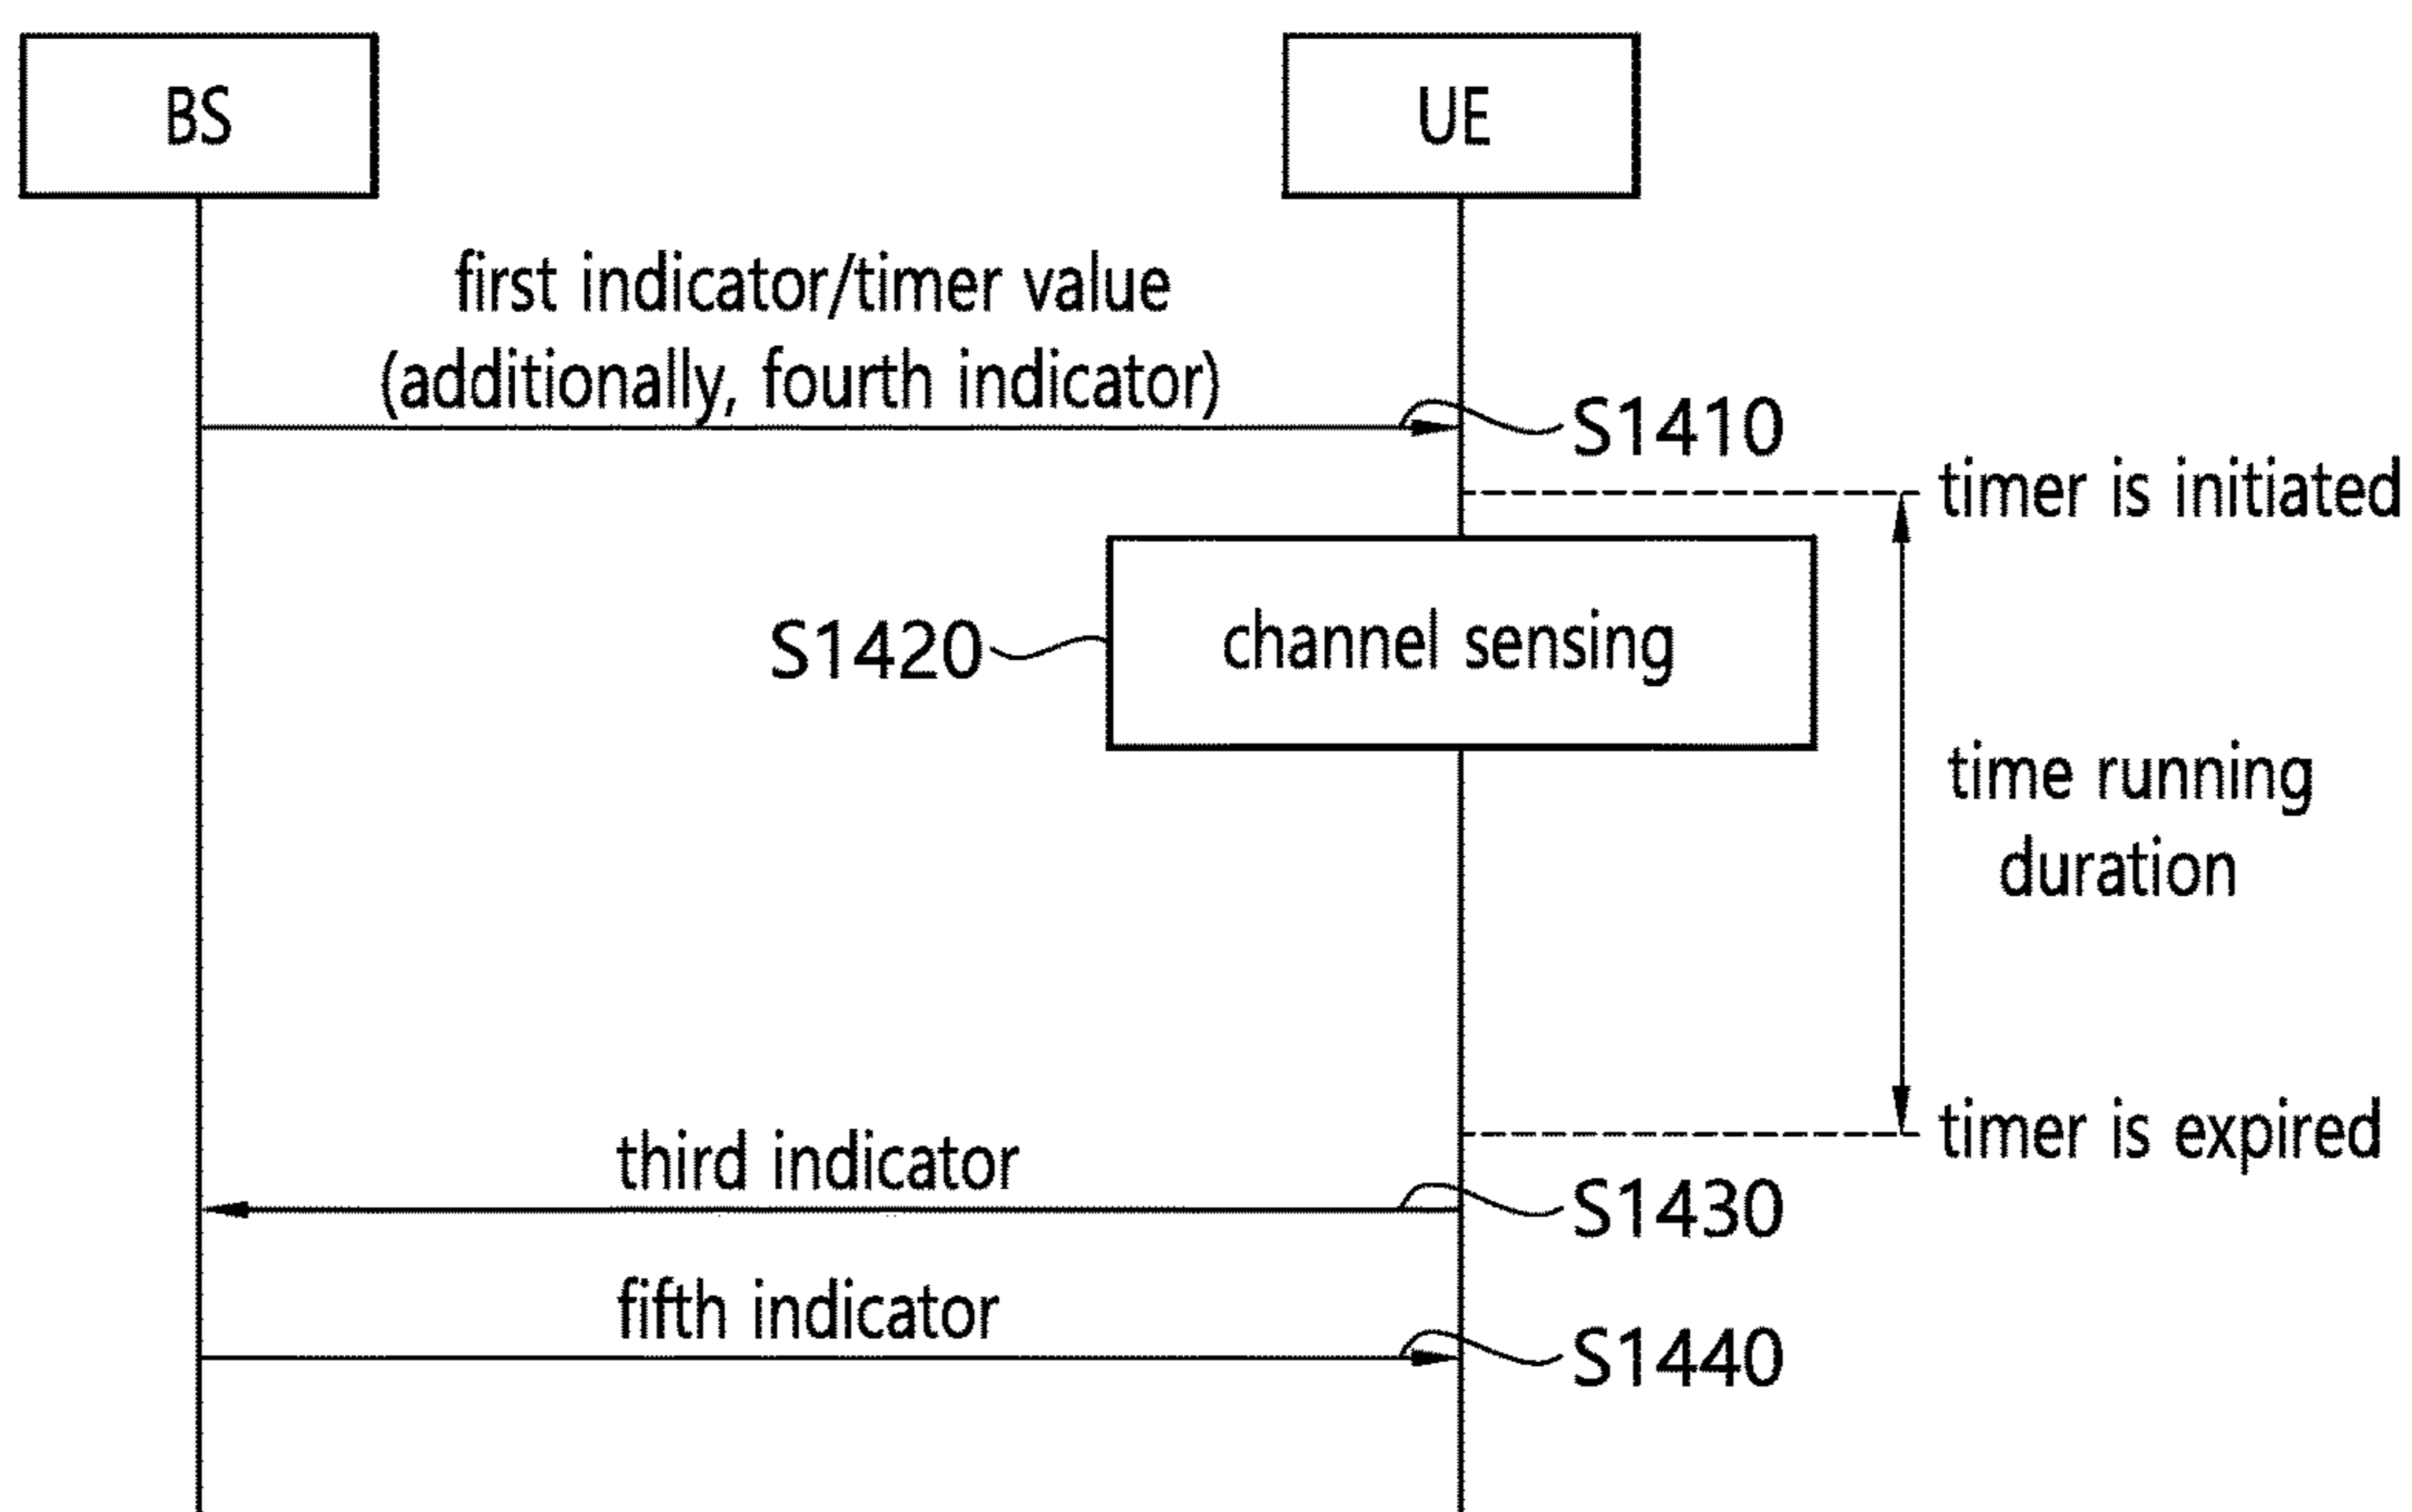 BS
UE
first indicator/timer value
(additionally, fourth indicator)
S1410
timer is initiated
S1420
channel sensing
time running
duration
timer is expired
third indicator
S1430
fifth indicator
S1440